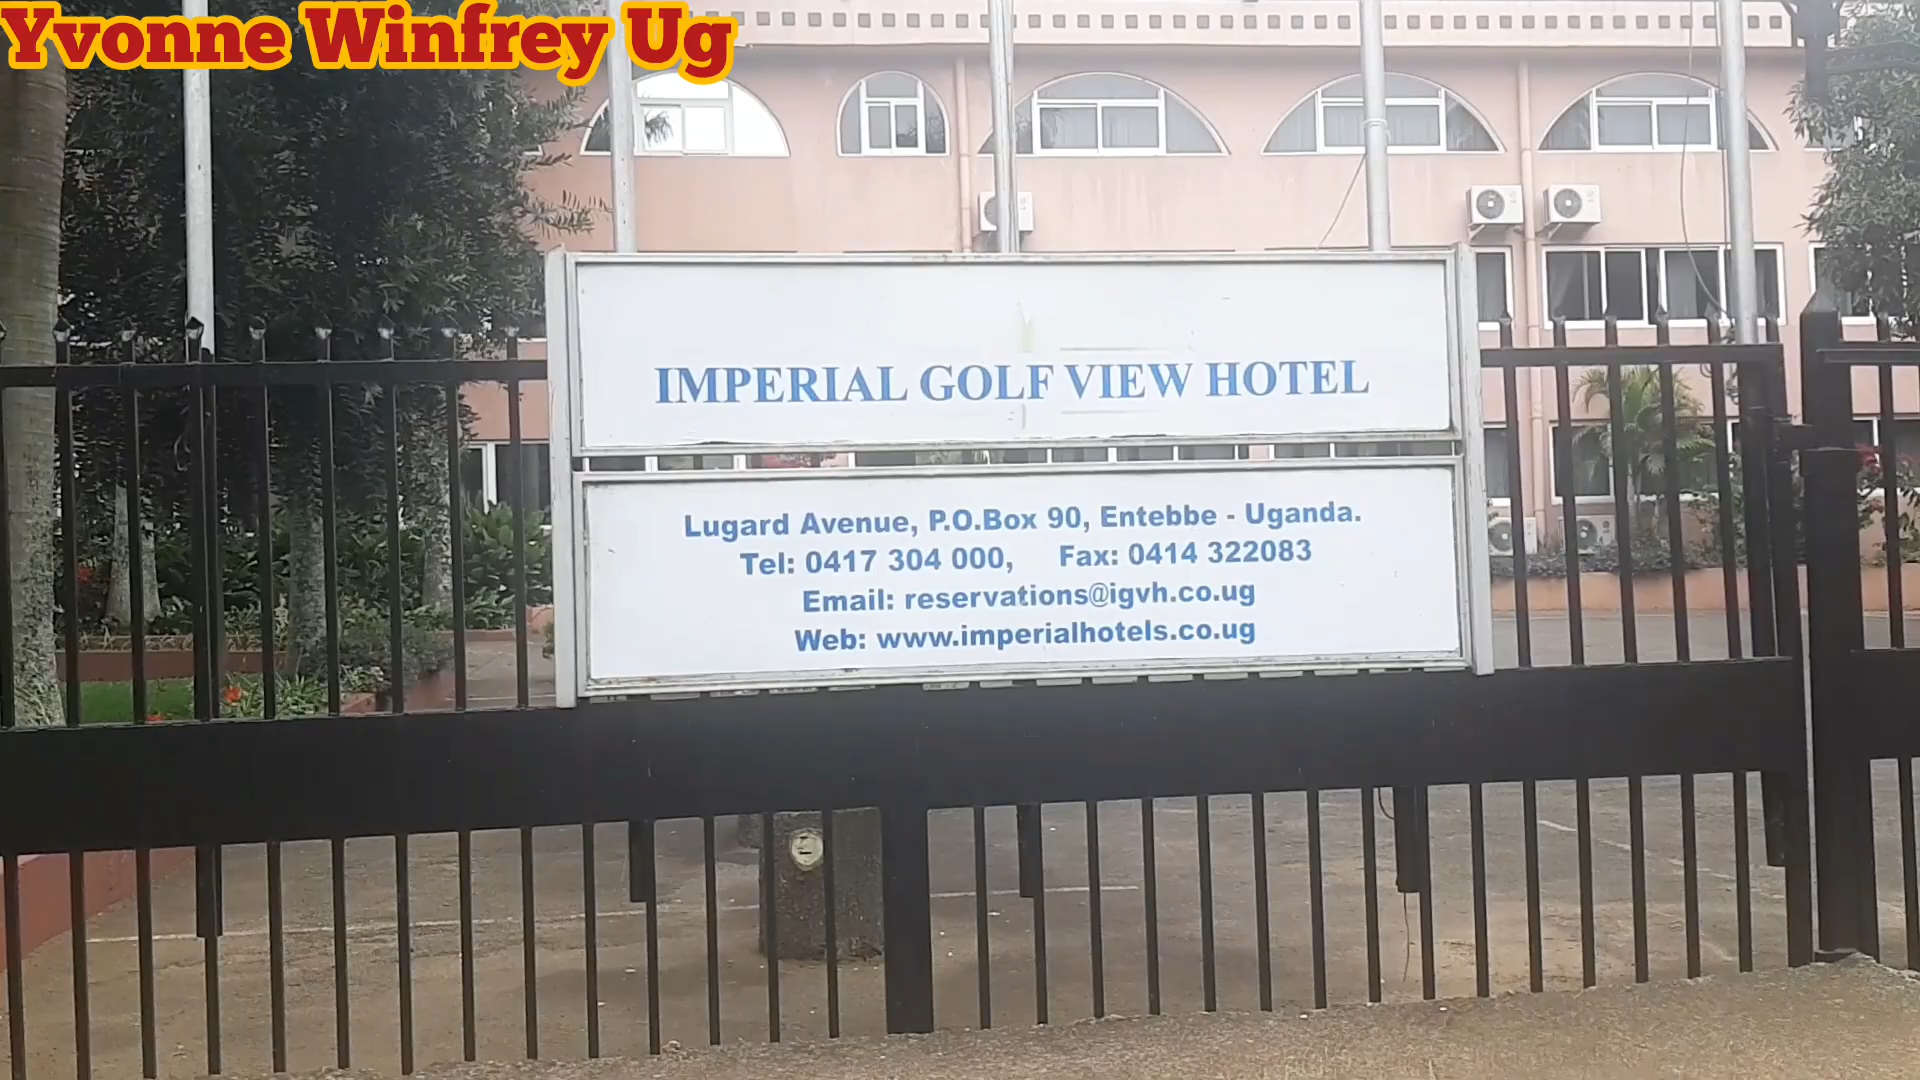 Yvonne Winfrey Ug
IMPERIAL GOLF VIEW HOTEL
Lugard Avenue, P.O.Box 90, Entebbe - Uganda.
Tel: 0417 304 000, Fax: 0414 322083
Email: reservations@igvh.co.ug
Web: www.imperialhotels.co.ug